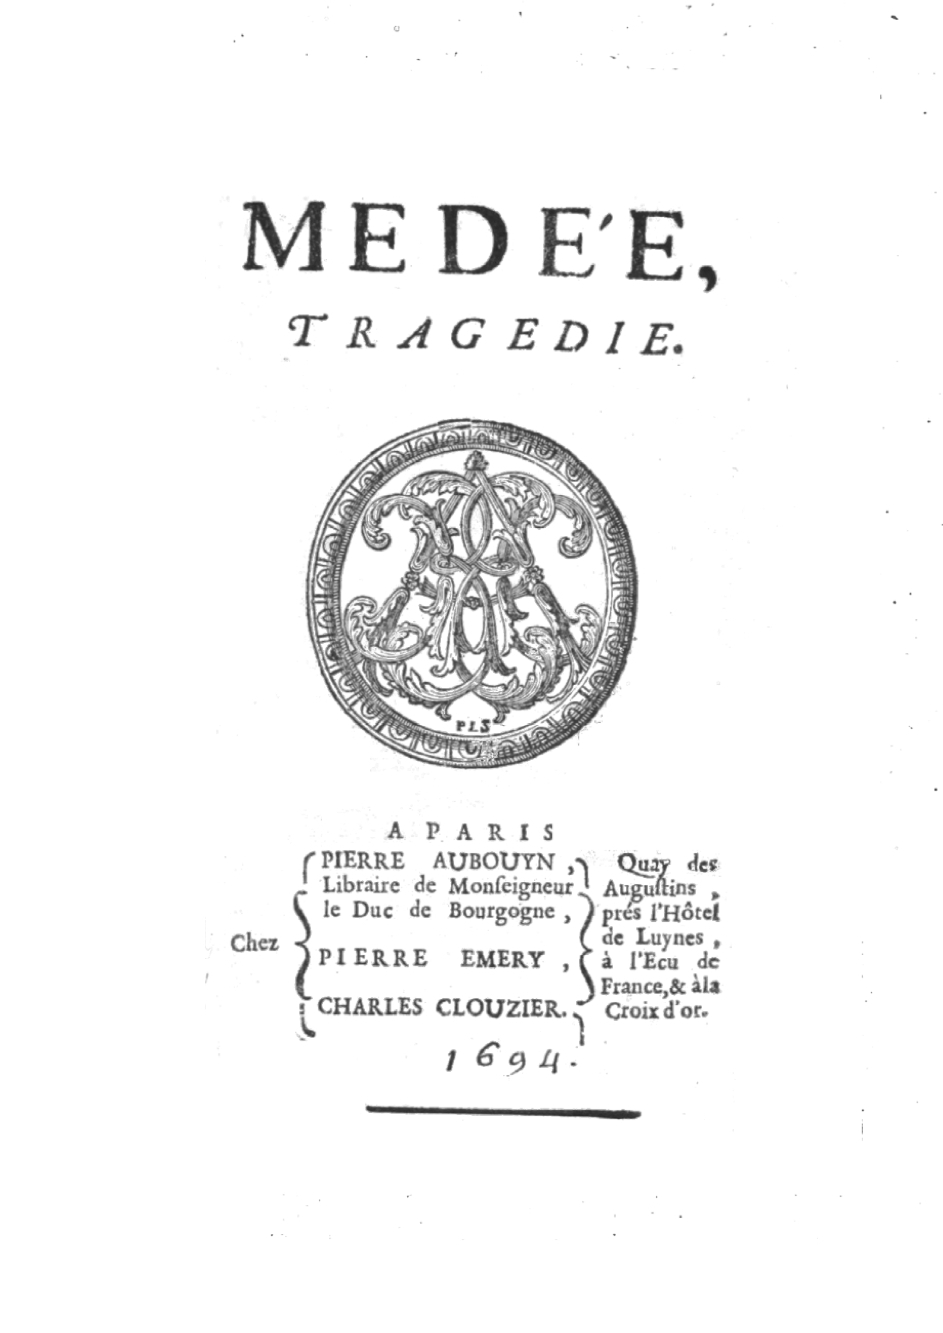 MEDE'E,
TRAGEDIE.
PLS
A PARIS
Chez
PIERRE AUBOUYN,
Libraire de Monſeigneur
le Duc de Bourgogne,
PIERRE EMERY,
CHARLES CLOUZIER.
Quay des
Auguſtins,
prés l'Hôtel
de Luynes,
à l'Ecu de
France,& àla
Croix d'or.
1694.